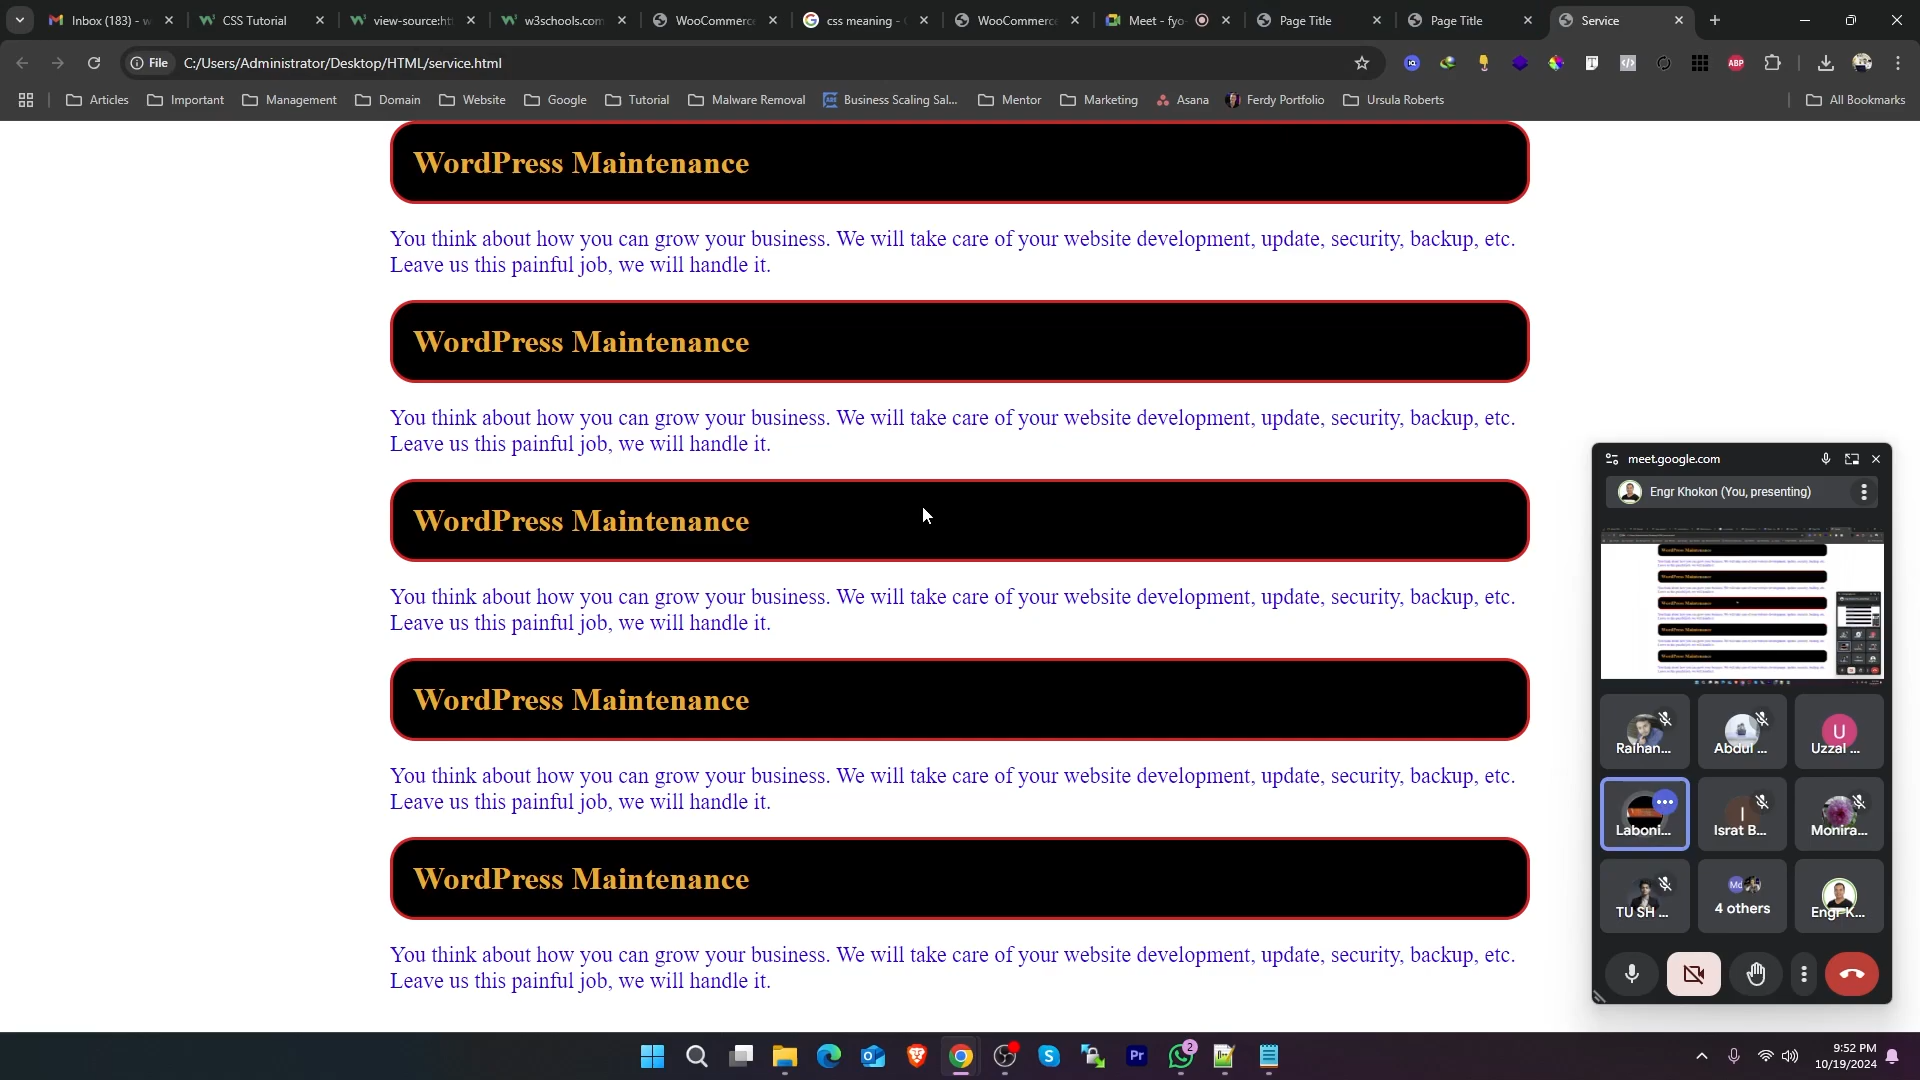 Inbox (183) - w
CSS Tutorial
view-source:ht
w3schools.com
WooCommerc
css meaning -
WooCommerc
Meet - fyo-
Page Title
Page Title
Service
File
C:/Users/Administrator/Desktop/HTML/service.html
ABP
Articles
Important
Management
Domain
Website
Google
Tutorial
Malware Removal
Business Scaling Sal...
Mentor
Marketing
Asana
Ferdy Portfolio
Ursula Roberts
All Bookmarks
WordPress Maintenance
You think about how you can grow your business. We will take care of your website development, update, security, backup, etc.
Leave us this painful job, we will handle it.
WordPress Maintenance
You think about how you can grow your business. We will take care of your website development, update, security, backup, etc.
Leave us this painful job, we will handle it.
WordPress Maintenance
You think about how you can grow your business. We will take care of your website development, update, security, backup, etc.
Leave us this painful job, we will handle it.
WordPress Maintenance
You think about how you can grow your business. We will take care of your website development, update, security, backup, etc.
Leave us this painful job, we will handle it.
WordPress Maintenance
You think about how you can grow your business. We will take care of your website development, update, security, backup, etc.
Leave us this painful job, we will handle it.
meet.google.com
Engr Khokon (You, presenting)
Raihan...
Abdul ...
U
Uzzal ...
Laboni...
I
Israt B...
Monira...
TU SH ...
Md
4 others
Engr K...
Pr
2
9:52 PM
10/19/2024